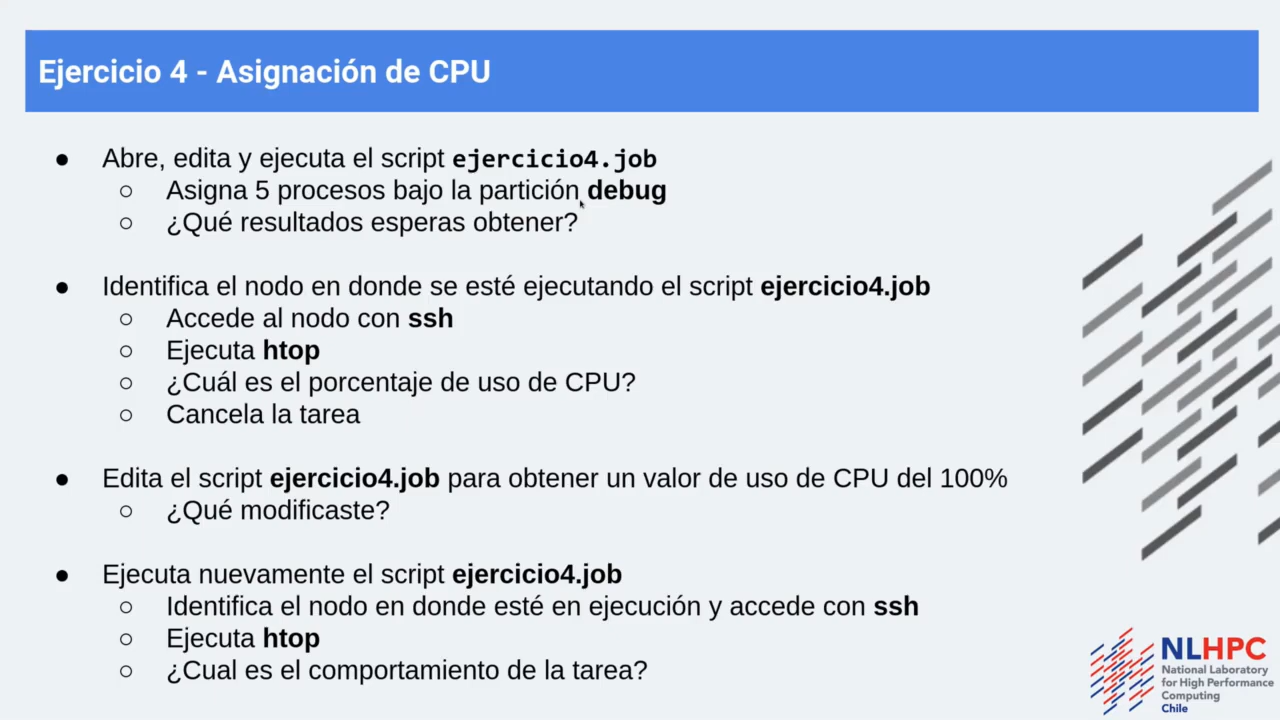 Ejercicio 4 - Asignación de CPU
● Abre, edita y ejecuta el script ejercicio4.job
○ Asigna 5 procesos bajo la partición debug
○ ¿Qué resultados esperas obtener?
● Identifica el nodo en donde se esté ejecutando el script ejercicio4.job
○ Accede al nodo con ssh
○ Ejecuta htop
○ ¿Cuál es el porcentaje de uso de CPU?
○ Cancela la tarea
● Edita el script ejercicio4.job para obtener un valor de uso de CPU del 100%
○ ¿Qué modificaste?
● Ejecuta nuevamente el script ejercicio4.job
○ Identifica el nodo en donde esté en ejecución y accede con ssh
○ Ejecuta htop
○ ¿Cual es el comportamiento de la tarea?
NLHPC
National Laboratory
for High Performance
Computing
Chile